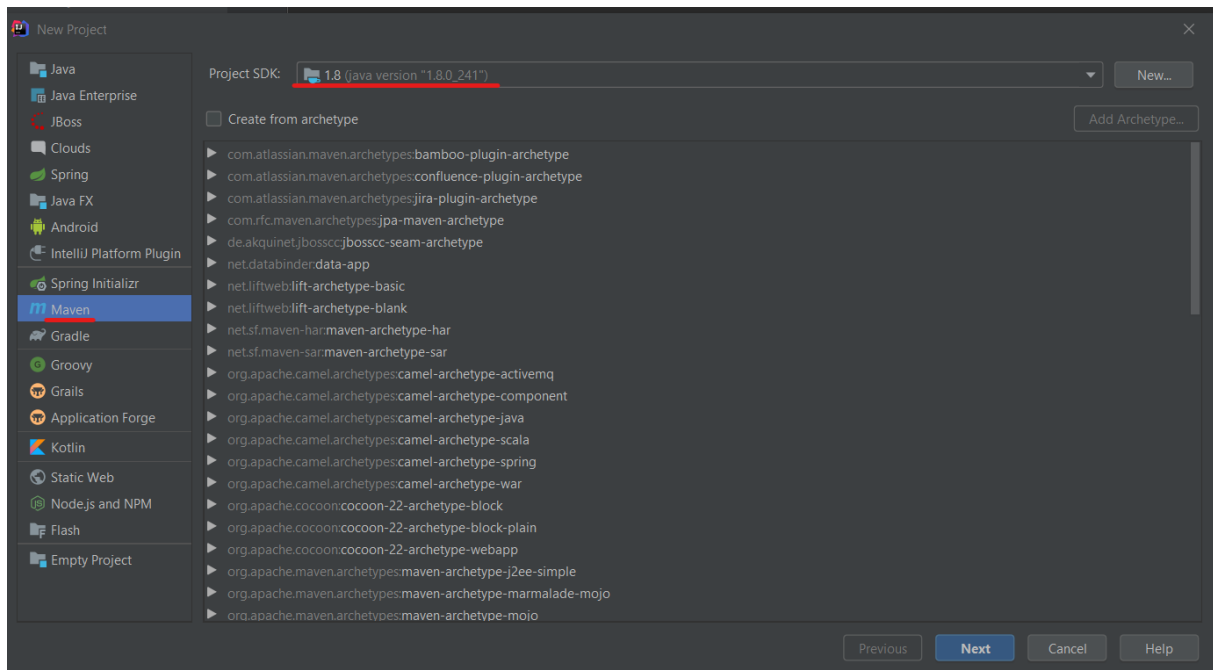 New Project
Java
Java Enterprise
JBoss
Clouds
Spring
Java FX
Android
IntelliJ Platform Plugin
Spring Initializr
Maven
Gradle
Groovy
Grails
Application Forge
Kotlin
Static Web
Node.js and NPM
Flash
Empty Project
Project SDK: 1.8 (java version "1.8.0_241") New...
Create from archetype Add Archetype...
com.atlassian.maven.archetypes:bamboo-plugin-archetype
com.atlassian.maven.archetypes:confluence-plugin-archetype
com.atlassian.maven.archetypes:jira-plugin-archetype
com.rfc.maven.archetypes:jpa-maven-archetype
de.akquinet.jbosscc:jbosscc-seam-archetype
net.databinder:data-app
net.liftweb:lift-archetype-basic
net.liftweb:lift-archetype-blank
net.sf.maven-har:maven-archetype-har
net.sf.maven-sar:maven-archetype-sar
org.apache.camel.archetypes:camel-archetype-activemq
org.apache.camel.archetypes:camel-archetype-component
org.apache.camel.archetypes:camel-archetype-java
org.apache.camel.archetypes:camel-archetype-scala
org.apache.camel.archetypes:camel-archetype-spring
org.apache.camel.archetypes:camel-archetype-war
org.apache.cocoon:cocoon-22-archetype-block
org.apache.cocoon:cocoon-22-archetype-block-plain
org.apache.cocoon:cocoon-22-archetype-webapp
org.apache.maven.archetypes:maven-archetype-j2ee-simple
org.apache.maven.archetypes:maven-archetype-marmalade-mojo
org.apache.maven.archetypes:maven-archetype-mojo
Previous Next Cancel Help